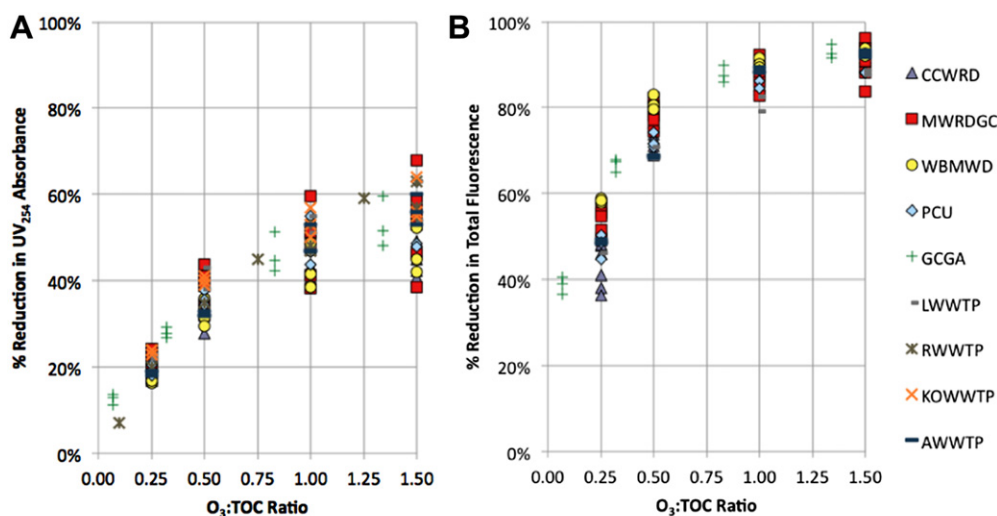 A
% Reduction in UV254 Absorbance
100%
80%
60%
40%
20%
0%
0.00 0.25 0.50 0.75 1.00 1.25 1.50
O3:TOC Ratio
B
% Reduction in Total Fluorescence
100%
80%
60%
40%
20%
0%
0.00 0.25 0.50 0.75 1.00 1.25 1.50
O3:TOC Ratio
CCWRD
MWRDGC
WBMWD
PCU
GCGA
LWWTP
RWWTP
KOWWTP
AWWTP